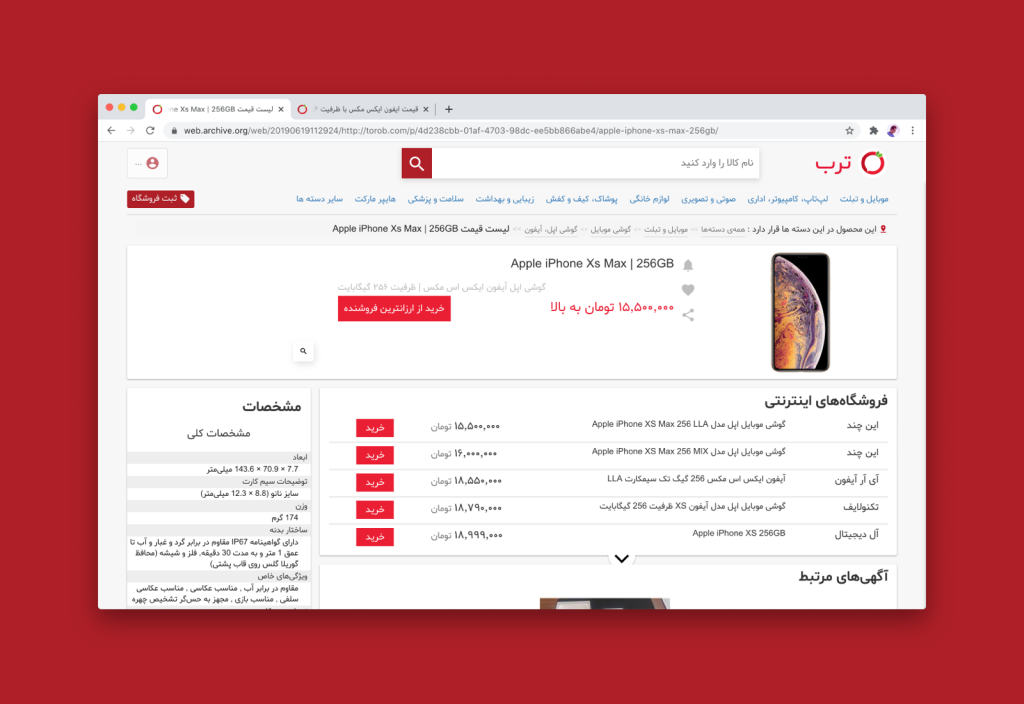 لیست قیمت Xs Max | 256GB
قیمت ایفون ایکس مکس با ظرفیت
web.archive.org/web/20190619112924/http://torob.com/p/4d238cbb-01af-4703-98dc-ee5bb866abe4/apple-iphone-xs-max-256gb/
ترب
نام کالا را وارد کنید
...
موبایل و تبلت
لپ‌تاپ، کامپیوتر، اداری
صوتی و تصویری
لوازم خانگی
پوشاک، کیف و کفش
زیبایی و بهداشت
سلامت و پزشکی
هایپر مارکت
سایر دسته ها
ثبت فروشگاه
این محصول در این دسته ها قرار دارد : همه‌ی دسته‌ها >> موبایل و تبلت >> گوشی موبایل >> گوشی اپل، آیفون >> لیست قیمت Apple iPhone Xs Max | 256GB
Apple iPhone Xs Max | 256GB
گوشی اپل آیفون ایکس اس مکس | ظرفیت ۲۵۶ گیگابایت
۱۵٫۵۰۰٫۰۰۰ تومان به بالا
خرید از ارزانترین فروشنده
فروشگاه‌های اینترنتی
این چند گوشی موبایل اپل مدل Apple iPhone XS Max 256 LLA ۱۵٫۵۰۰٫۰۰۰ تومان خرید
این چند گوشی موبایل اپل مدل Apple iPhone XS Max 256 MIX ۱۶٫۰۰۰٫۰۰۰ تومان خرید
آی آر آیفون آیفون ایکس اس مکس 256 گیگ تک سیمکارت LLA ۱۸٫۵۵۰٫۰۰۰ تومان خرید
تکنولایف گوشی موبایل اپل مدل آیفون XS ظرفیت 256 گیگابایت ۱۸٫۷۹۰٫۰۰۰ تومان خرید
آل دیجیتال Apple iPhone XS 256GB ۱۸٫۹۹۹٫۰۰۰ تومان خرید
آگهی‌های مرتبط
مشخصات
مشخصات کلی
ابعاد
7.7 × 70.9 × 143.6 میلی‌متر
توضیحات سیم کارت
سایز نانو (8.8 × 12.3 میلی‌متر)
وزن
174 گرم
ساختار بدنه
دارای گواهینامه IP67 مقاوم در برابر گرد و غبار و آب تا
عمق 1 متر و به مدت 30 دقیقه. فلز و شیشه (محافظ
گوریلا گلس روی قاب پشتی)
ویژگی‌های خاص
مقاوم در برابر آب , مناسب عکاسی , مناسب عکاسی
سلفی , مناسب بازی , مجهز به حس‌گر تشخیص چهره